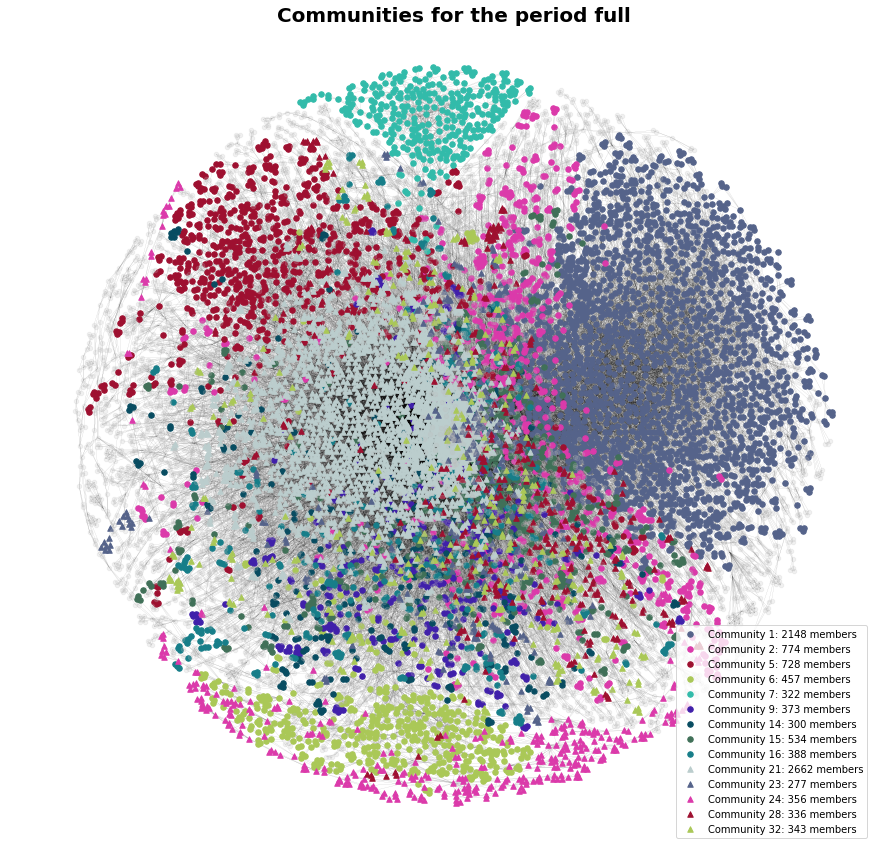 Communities for the period full
Community 1: 2148 members
Community 2: 774 members
Community 5: 728 members
Community 6: 457 members
Community 7: 322 members
Community 9: 373 members
Community 14: 300 members
Community 15: 534 members
Community 16: 388 members
Community 21: 2662 members
Community 23: 277 members
Community 24: 356 members
Community 28: 336 members
Community 32: 343 members